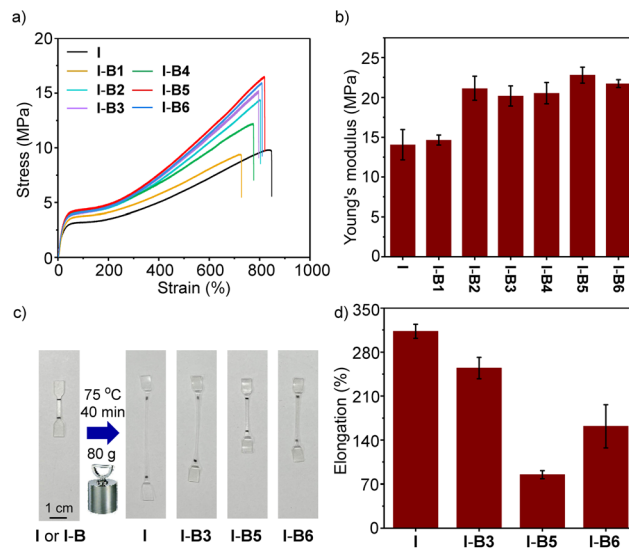 a)
I
I-B1
I-B2
I-B3
I-B4
I-B5
I-B6
20
15
10
5
0
Stress (MPa)
0 200 400 600 800 1000
Strain (%)
b)
25
20
15
10
5
0
Young's modulus (MPa)
I I-B1 I-B2 I-B3 I-B4 I-B5 I-B6
c)
75 °C
40 min
80 g
1 cm
I or I-B I I-B3 I-B5 I-B6
d)
350
280
210
140
70
0
Elongation (%)
I I-B3 I-B5 I-B6